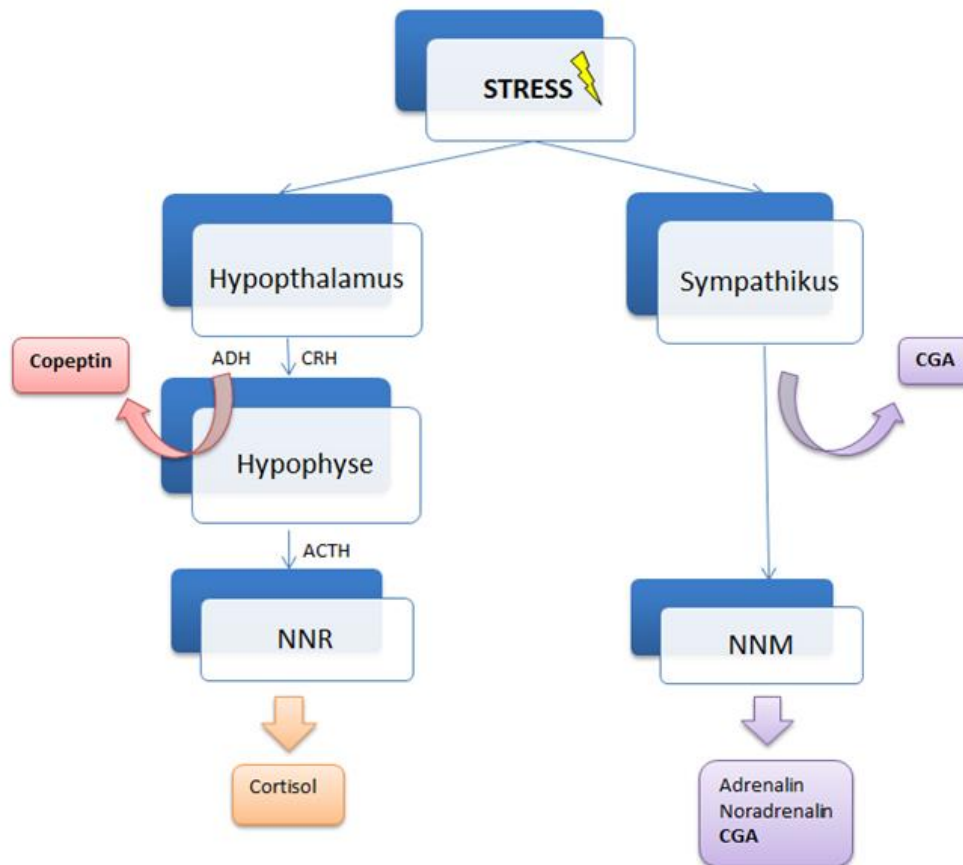 STRESS
Hypopthalamus
Sympathikus
Copeptin
ADH
CRH
CGA
Hypophyse
ACTH
NNR
NNM
Cortisol
Adrenalin
Noradrenalin
CGA